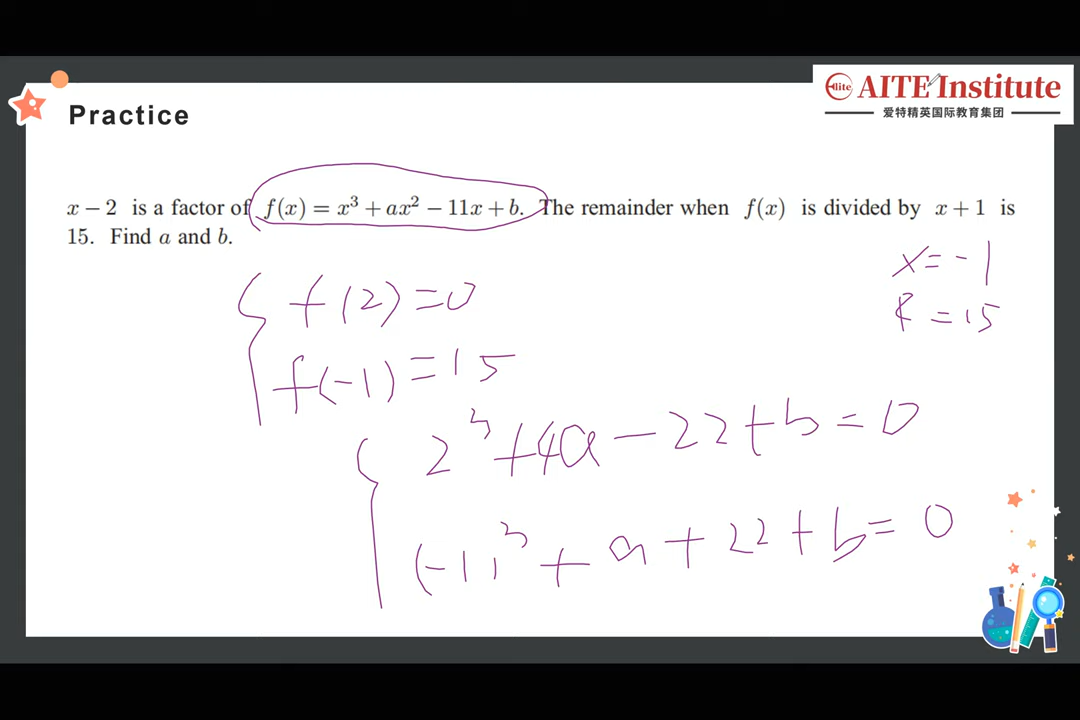 Elite AITE Institute
爱特精英国际教育集团
Practice
x − 2 is a factor of f(x) = x³ + ax² − 11x + b. The remainder when f(x) is divided by x + 1 is
15. Find a and b.
x = -1
R = 15
f(2) = 0
f(-1) = 15
2³ + 4a - 22 + b = 0
(-1)³ + a + 22 + b = 0